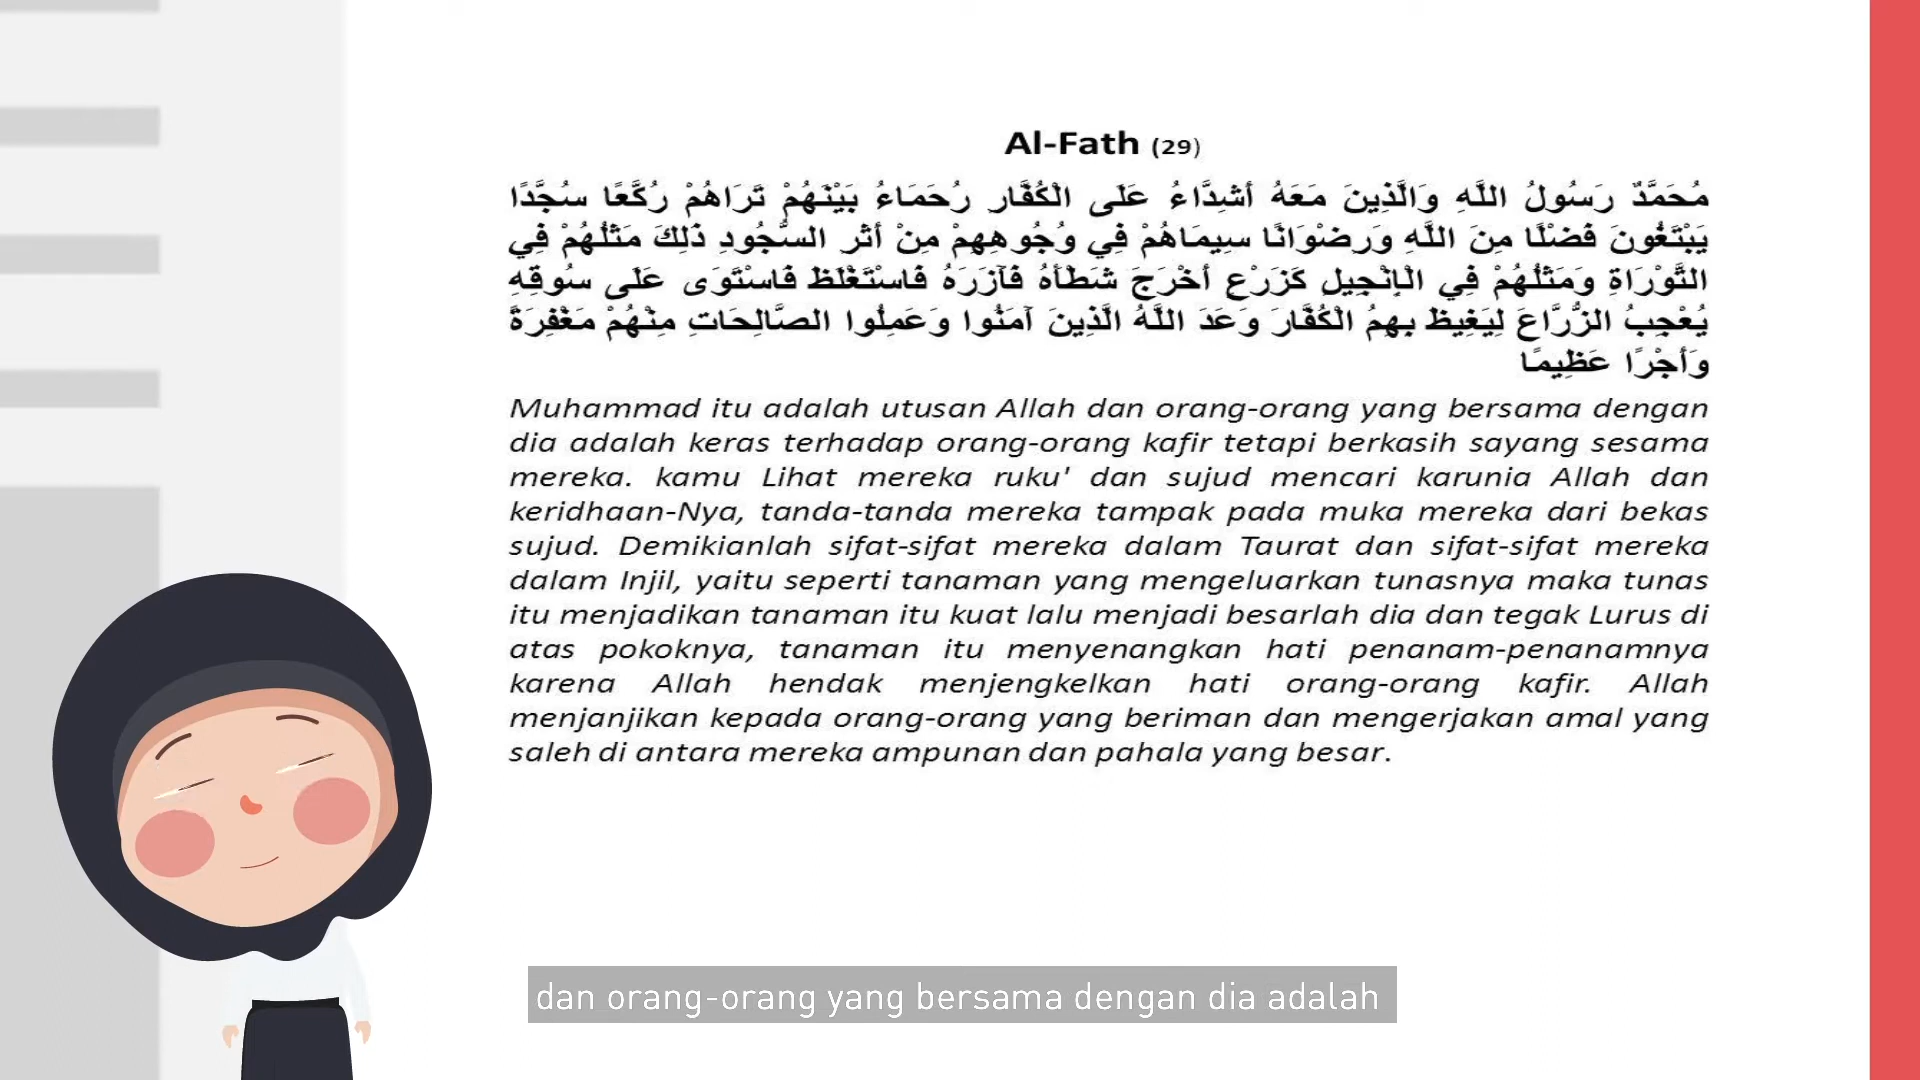 Al-Fath (29)
مُحَمَّدٌ رَسُولُ اللَّهِ وَالَّذِينَ مَعَهُ أَشِدَّاءُ عَلَى الْكُفَّارِ رُحَمَاءُ بَيْنَهُمْ تَرَاهُمْ رُكَّعًا سُجَّدًا
يَبْتَغُونَ فَضْلًا مِنَ اللَّهِ وَرِضْوَانًا سِيمَاهُمْ فِي وُجُوهِهِمْ مِنْ أَثَرِ السُّجُودِ ذَلِكَ مَثَلُهُمْ فِي
التَّوْرَاةِ وَمَثَلُهُمْ فِي الْإِنْجِيلِ كَزَرْعٍ أَخْرَجَ شَطْأَهُ فَآزَرَهُ فَاسْتَغْلَظَ فَاسْتَوَى عَلَى سُوقِهِ
يُعْجِبُ الزُّرَّاعَ لِيَغِيظَ بِهِمُ الْكُفَّارَ وَعَدَ اللَّهُ الَّذِينَ آمَنُوا وَعَمِلُوا الصَّالِحَاتِ مِنْهُمْ مَغْفِرَةً
وَأَجْرًا عَظِيمًا
Muhammad itu adalah utusan Allah dan orang-orang yang bersama dengan
dia adalah keras terhadap orang-orang kafir tetapi berkasih sayang sesama
mereka. kamu Lihat mereka ruku' dan sujud mencari karunia Allah dan
keridhaan-Nya, tanda-tanda mereka tampak pada muka mereka dari bekas
sujud. Demikianlah sifat-sifat mereka dalam Taurat dan sifat-sifat mereka
dalam Injil, yaitu seperti tanaman yang mengeluarkan tunasnya maka tunas
itu menjadikan tanaman itu kuat lalu menjadi besarlah dia dan tegak Lurus di
atas pokoknya, tanaman itu menyenangkan hati penanam-penanamnya
karena Allah hendak menjengkelkan hati orang-orang kafir. Allah
menjanjikan kepada orang-orang yang beriman dan mengerjakan amal yang
saleh di antara mereka ampunan dan pahala yang besar.
dan orang-orang yang bersama dengan dia adalah